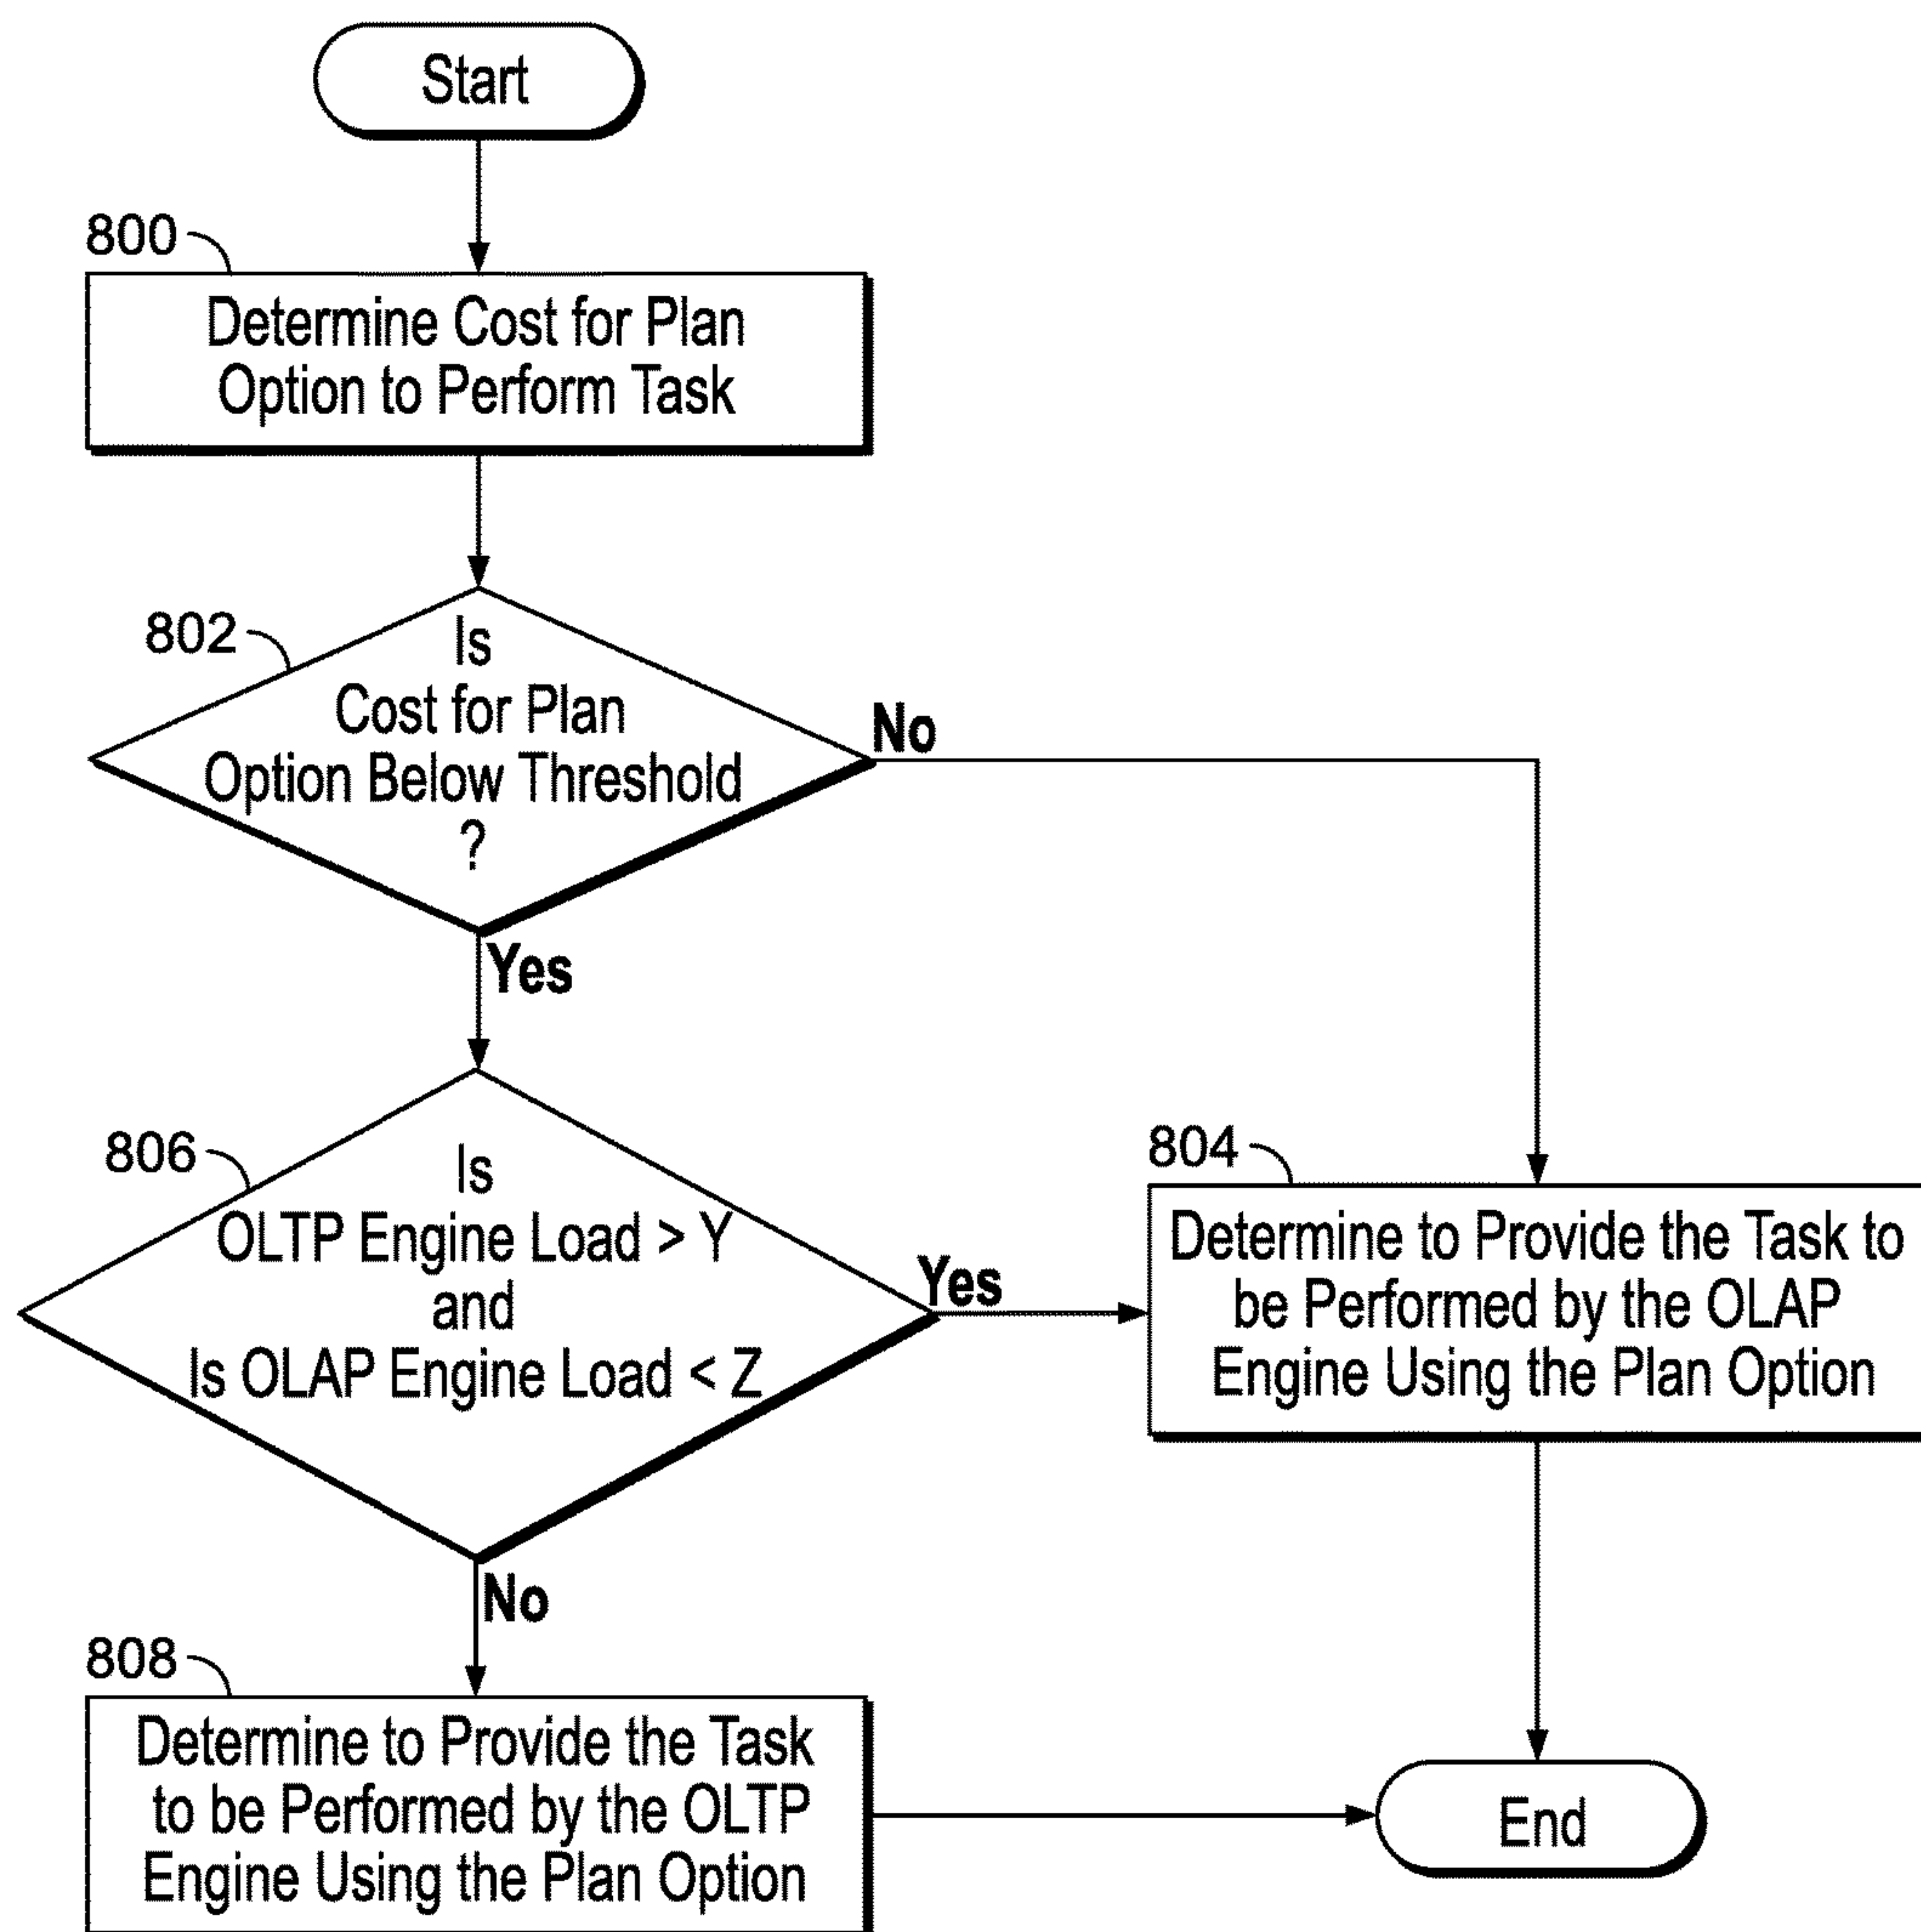 Start
800
Determine Cost for Plan
Option to Perform Task
802
Is
Cost for Plan
Option Below Threshold
?
No
Yes
806
Is
OLTP Engine Load > Y
and
Is OLAP Engine Load < Z
Yes
804
Determine to Provide the Task to
be Performed by the OLAP
Engine Using the Plan Option
No
808
Determine to Provide the Task
to be Performed by the OLTP
Engine Using the Plan Option
End